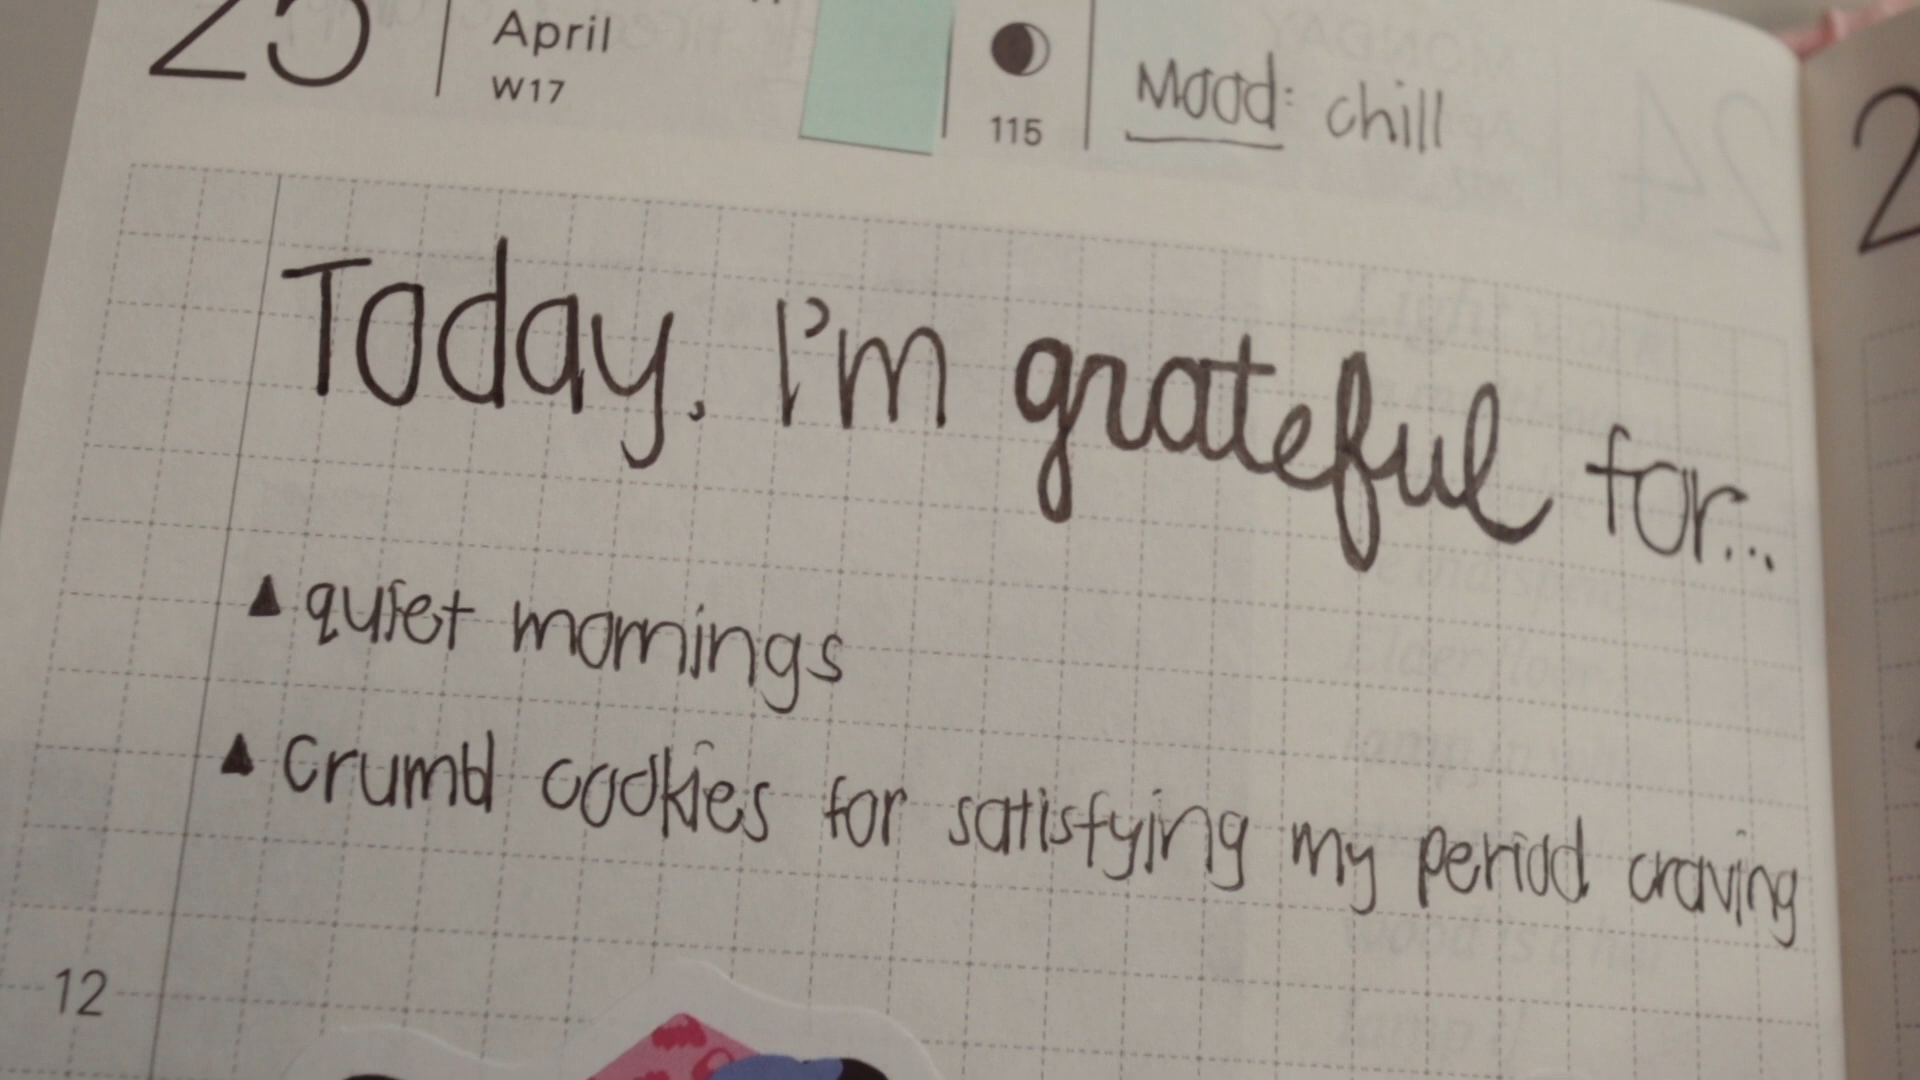 25
April
W17
115
Mood: chill
Today, I'm grateful for...
▲ quiet mornings
▲ crumbl cookies for satisfying my period craving
12
2